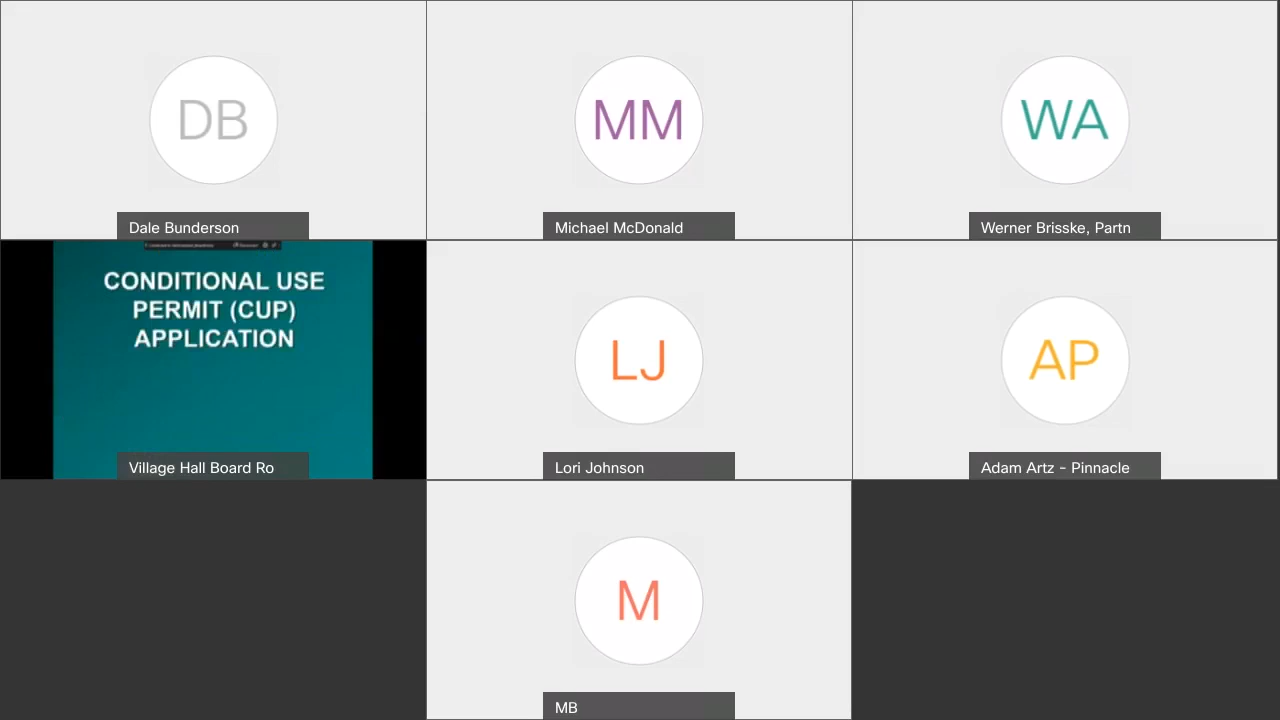 DB
MM
WA
Dale Bunderson
Michael McDonald
Werner Brisske, Partn
CONDITIONAL USE
PERMIT (CUP)
APPLICATION
LJ
AP
Village Hall Board Ro
Lori Johnson
Adam Artz - Pinnacle
M
MB